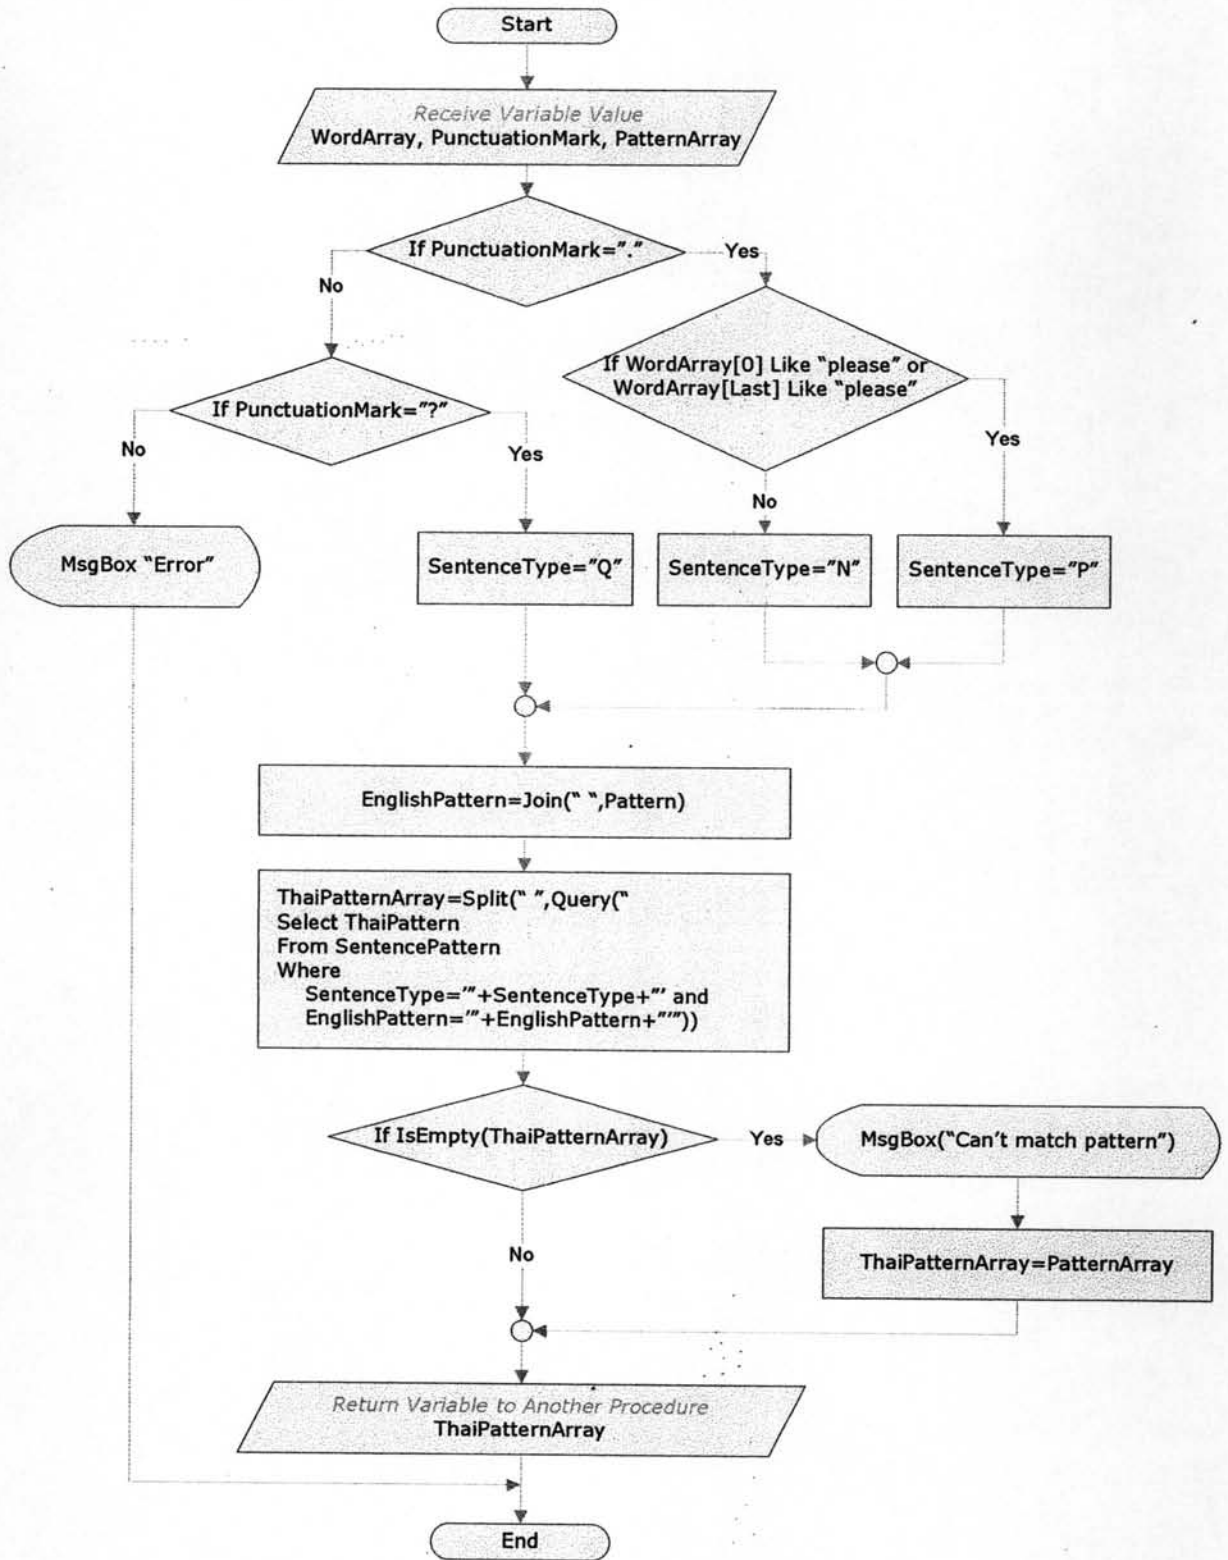 Start
Receive Variable Value
WordArray, PunctuationMark, PatternArray
If PunctuationMark="."
Yes
No
If WordArray[0] Like "please" or
WordArray[Last] Like "please"
If PunctuationMark="?"
No
Yes
Yes
No
MsgBox "Error"
SentenceType="Q"
SentenceType="N"
SentenceType="P"
EnglishPattern=Join(" ",Pattern)
ThaiPatternArray=Split(" ",Query("
Select ThaiPattern
From SentencePattern
Where
SentenceType='"+SentenceType+"' and
EnglishPattern='"+EnglishPattern+"'"))
If IsEmpty(ThaiPatternArray)
Yes
MsgBox("Can't match pattern")
No
ThaiPatternArray=PatternArray
Return Variable to Another Procedure
ThaiPatternArray
End